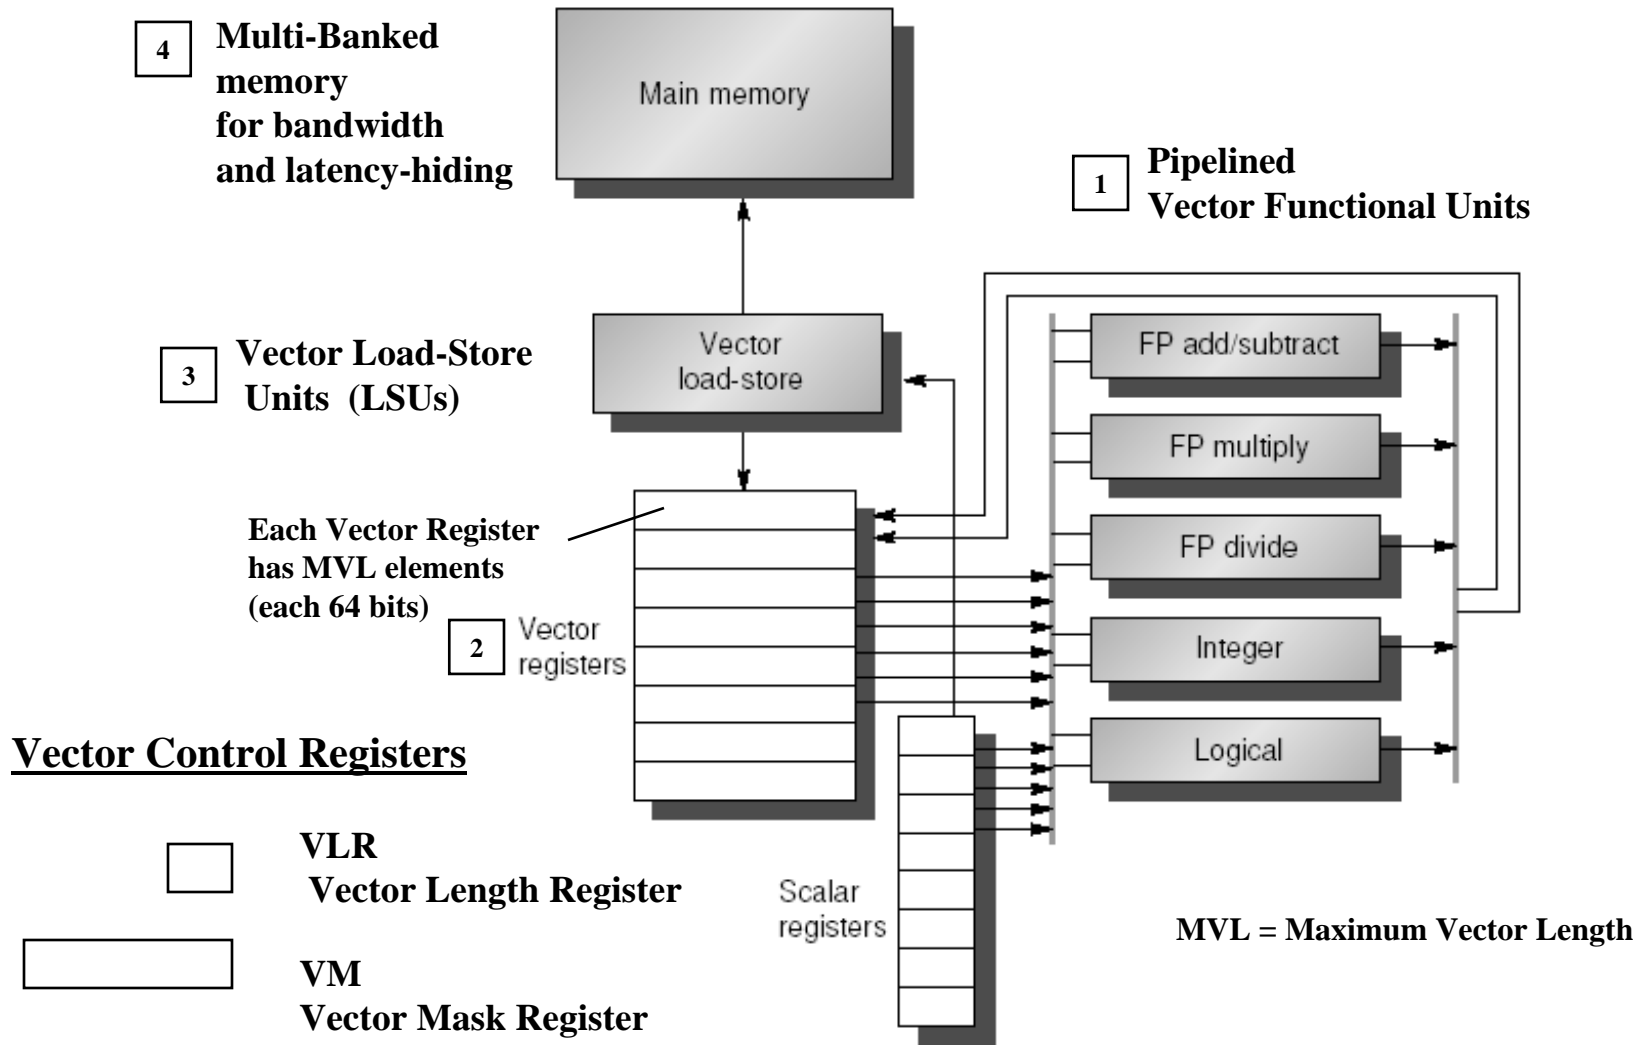 4
Multi-Banked
memory
for bandwidth
and latency-hiding
Main memory
1
Pipelined
Vector Functional Units
3
Vector Load-Store
Units (LSUs)
Vector
load-store
FP add/subtract
FP multiply
FP divide
Integer
Logical
Each Vector Register
has MVL elements
(each 64 bits)
2
Vector
registers
Vector Control Registers
VLR
Vector Length Register
VM
Vector Mask Register
Scalar
registers
MVL = Maximum Vector Length